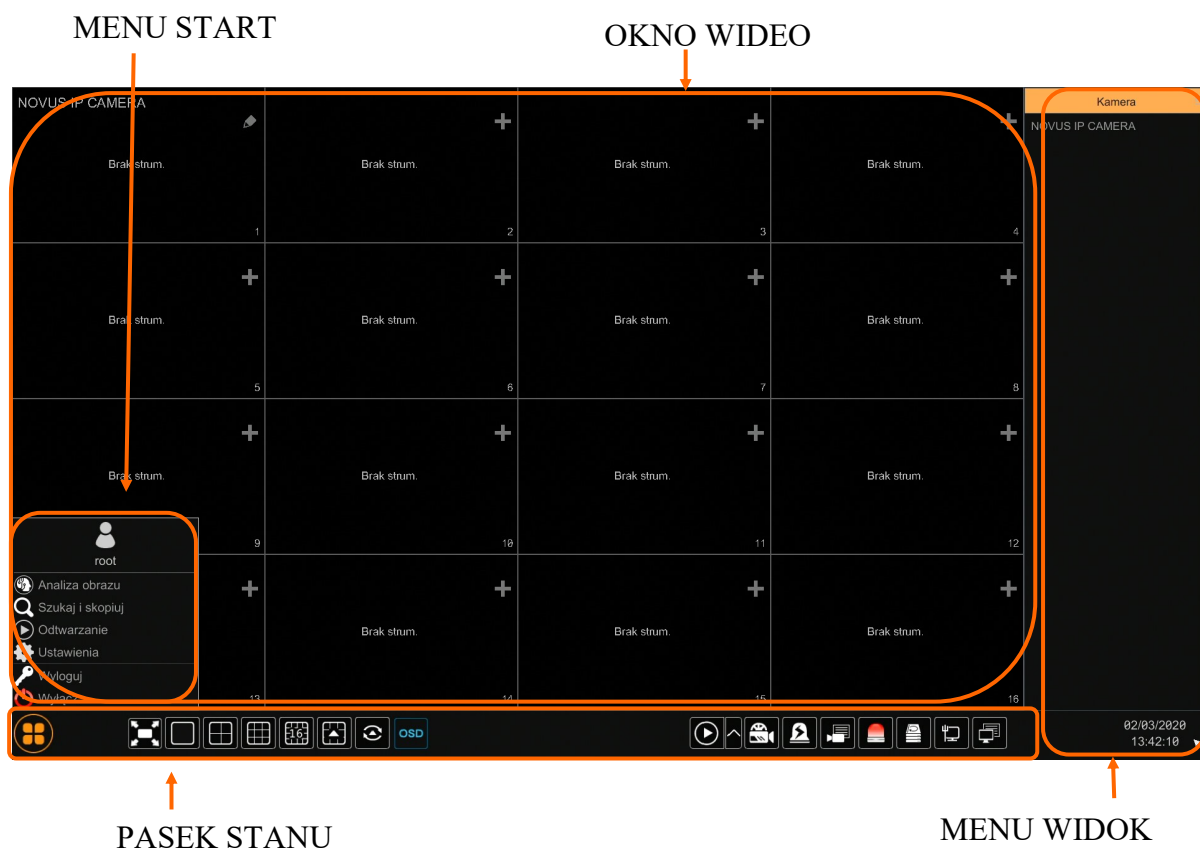 MENU START
OKNO WIDEO
NOVUS IP CAMERA
Kamera
NOVUS IP CAMERA
Brak strum. Brak strum. Brak strum. Brak strum.
1 2 3 4
Brak strum. Brak strum. Brak strum. Brak strum.
5 6 7 8
Brak strum. Brak strum. Brak strum. Brak strum.
9 10 11 12
root
Analiza obrazu
Szukaj i skopiuj
Odtwarzanie
Ustawienia
Wyloguj
Brak strum. Brak strum. Brak strum.
13 14 15 16
16
OSD
02/03/2020
13:42:10
PASEK STANU
MENU WIDOK